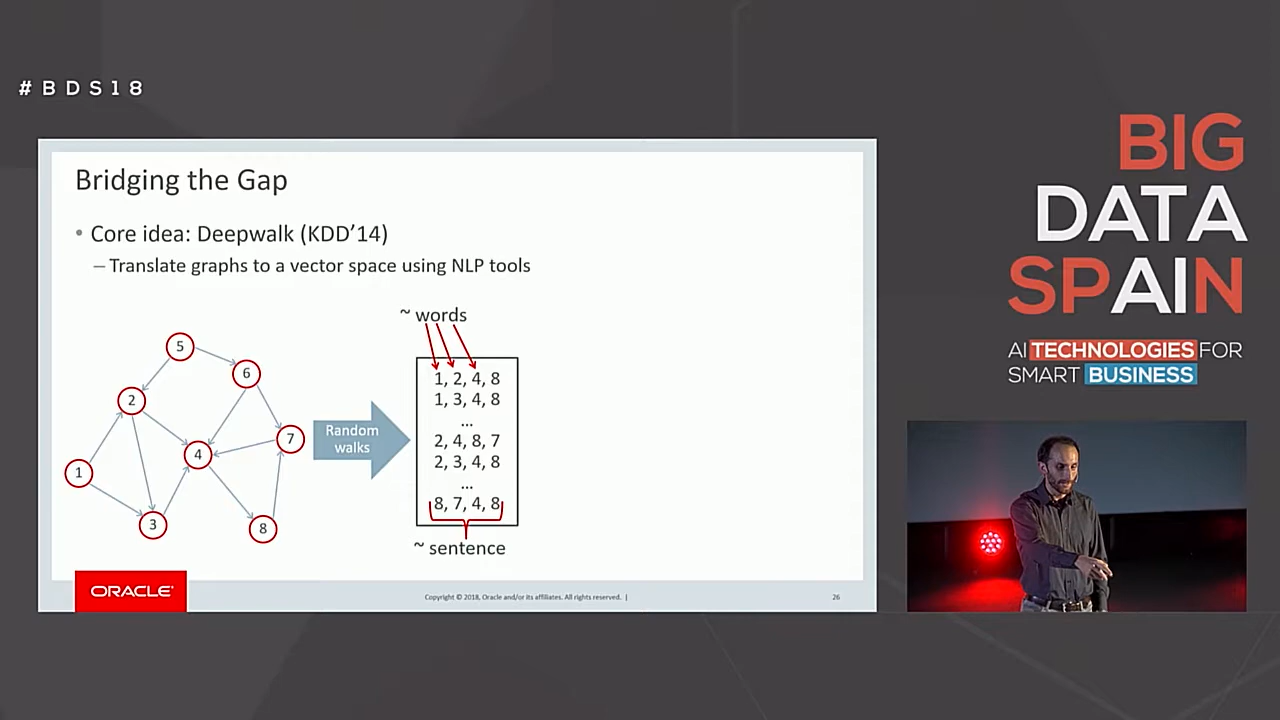 #BDS18
BIG
DATA
SPAIN
AI TECHNOLOGIES FOR
SMART BUSINESS
Bridging the Gap
• Core idea: Deepwalk (KDD'14)
– Translate graphs to a vector space using NLP tools
~ words
5
6
2
7
4
1
3
8
Random
walks
1, 2, 4, 8
1, 3, 4, 8
...
2, 4, 8, 7
2, 3, 4, 8
...
8, 7, 4, 8
~ sentence
ORACLE
Copyright © 2018, Oracle and/or its affiliates. All rights reserved. |
26